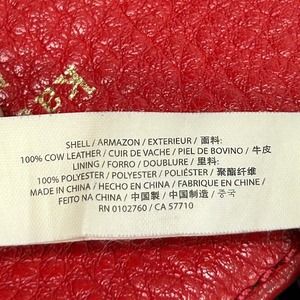 SHELL / ARMAZON / EXTERIEUR / 面料:
100% COW LEATHER / CUIR DE VACHE / PIEL DE BOVINO / 牛皮
LINING / FORRO / DOUBLURE / 里料:
100% POLYESTER / POLYESTER / POLIÉSTER / 聚酯纤维
MADE IN CHINA / HECHO EN CHINA / FABRIQUE EN CHINE /
FEITO NA CHINA / 中国製 / 中国制造 / 중국
RN 0102760 / CA 57710